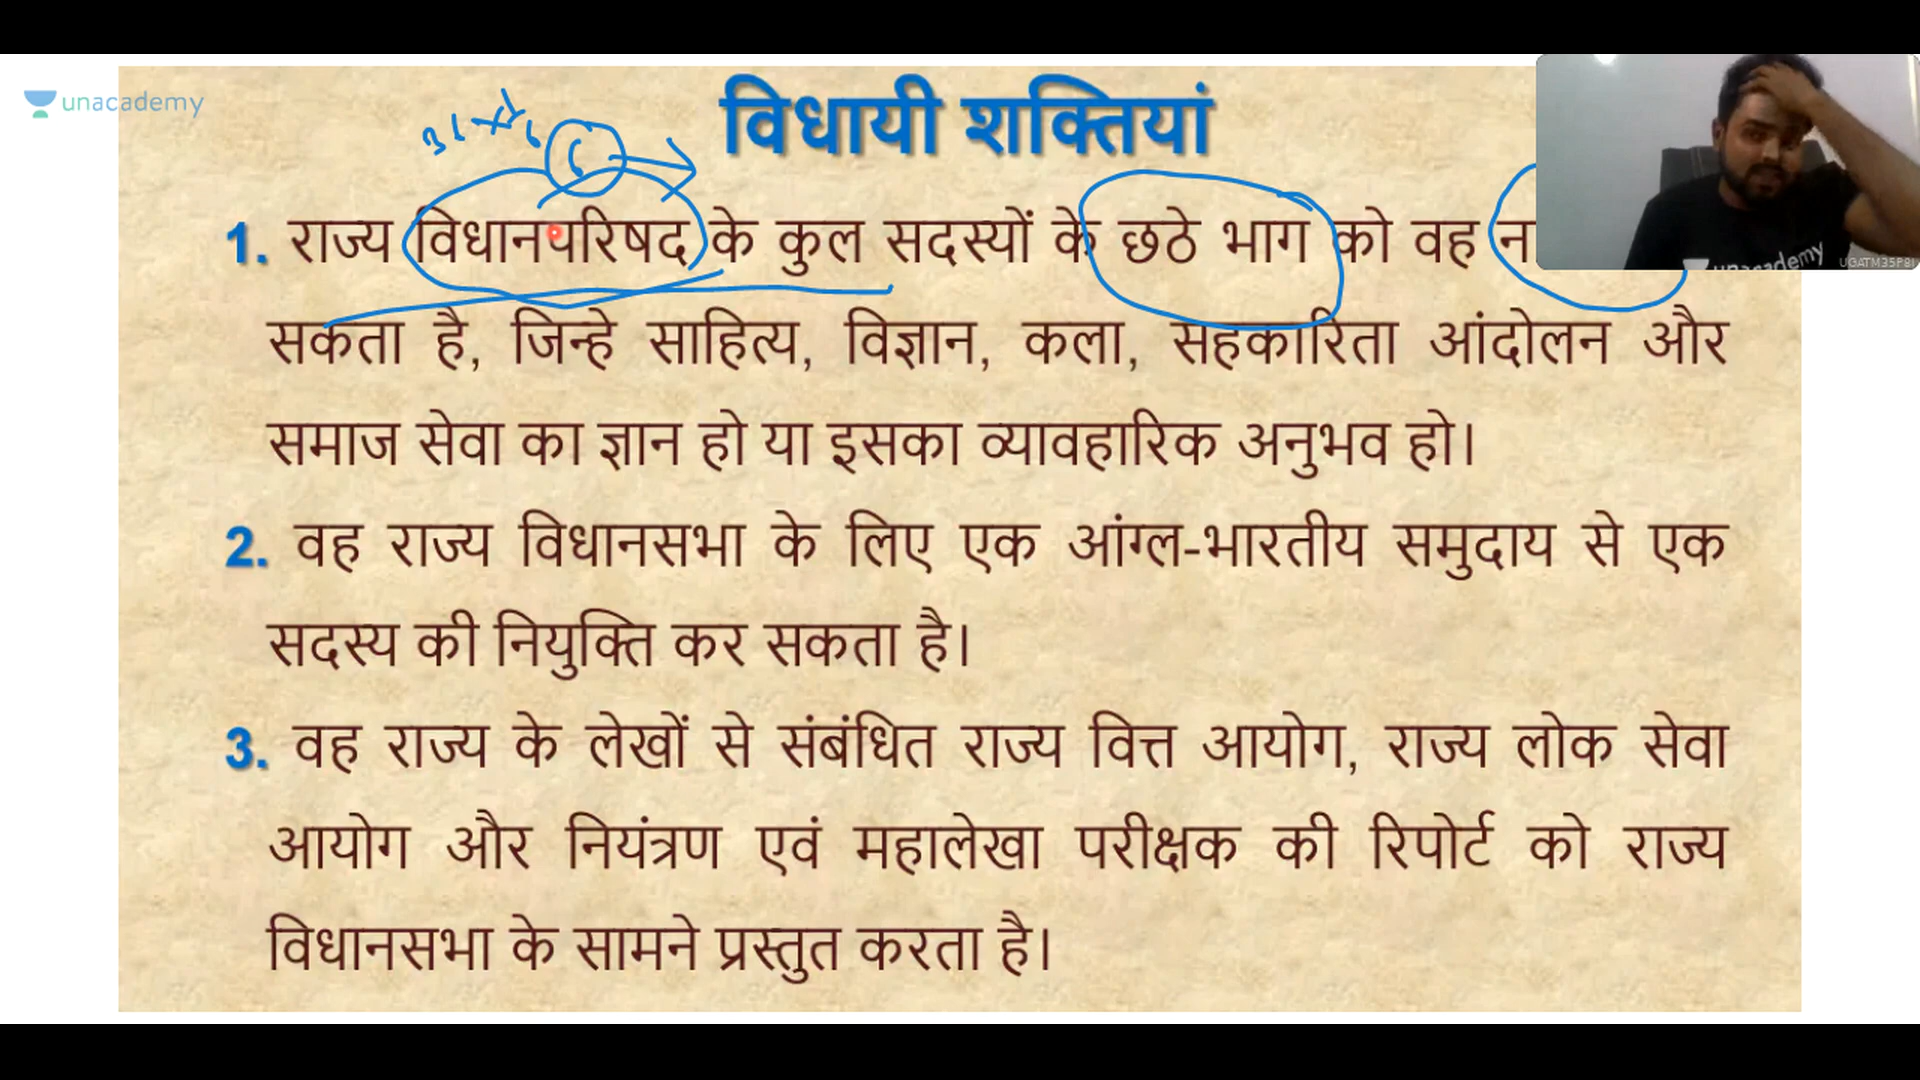 unacademy
विधायी शक्तियां
1. राज्य विधानपरिषद के कुल सदस्यों के छठे भाग को वह
सकता है, जिन्हे साहित्य, विज्ञान, कला, सहकारिता आंदोलन और
समाज सेवा का ज्ञान हो या इसका व्यावहारिक अनुभव हो।
2. वह राज्य विधानसभा के लिए एक आंग्ल-भारतीय समुदाय से एक
सदस्य की नियुक्ति कर सकता है।
3. वह राज्य के लेखों से संबंधित राज्य वित्त आयोग, राज्य लोक सेवा
आयोग और नियंत्रण एवं महालेखा परीक्षक की रिपोर्ट को राज्य
विधानसभा के सामने प्रस्तुत करता है।
unacademy